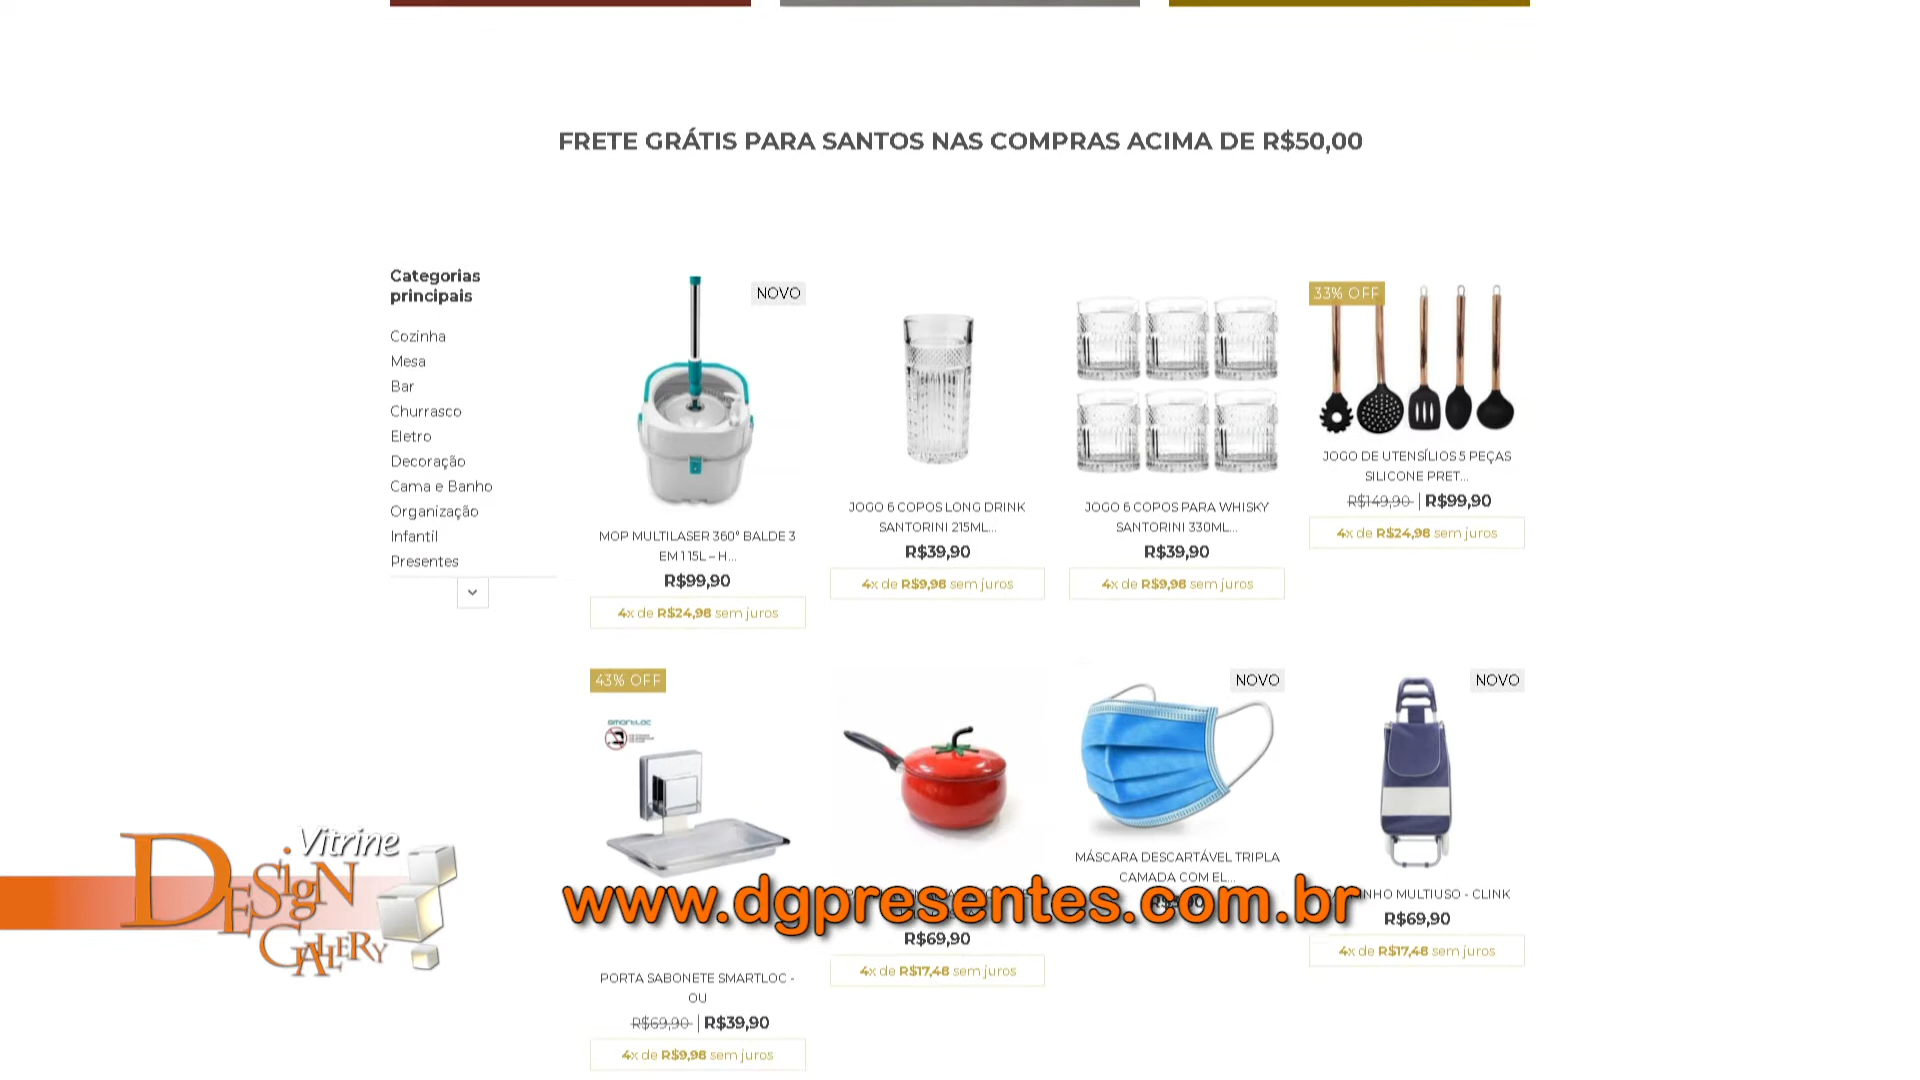 FRETE GRÁTIS PARA SANTOS NAS COMPRAS ACIMA DE R$50,00
Categorias
principais
Cozinha
Mesa
Bar
Churrasco
Eletro
Decoração
Cama e Banho
Organização
Infantil
Presentes
NOVO
MOP MULTILASER 360° BALDE 3
EM 1 15L – H...
R$99,90
4x de R$24,98 sem juros
JOGO 6 COPOS LONG DRINK
SANTORINI 215ML...
R$39,90
4x de R$9,98 sem juros
JOGO 6 COPOS PARA WHISKY
SANTORINI 330ML...
R$39,90
4x de R$9,98 sem juros
33% OFF
JOGO DE UTENSÍLIOS 5 PEÇAS
SILICONE PRET...
R$149,90 | R$99,90
4x de R$24,98 sem juros
43% OFF
smartloc
PORTA SABONETE SMARTLOC -
OU
R$69,90 | R$39,90
4x de R$9,98 sem juros
R$69,90
4x de R$17,48 sem juros
NOVO
MÁSCARA DESCARTÁVEL TRIPLA
CAMADA COM EL...
NOVO
MULTIUSO - CLINK
R$69,90
4x de R$17,48 sem juros
Vitrine
DESIGN
GALLERY
www.dgpresentes.com.br